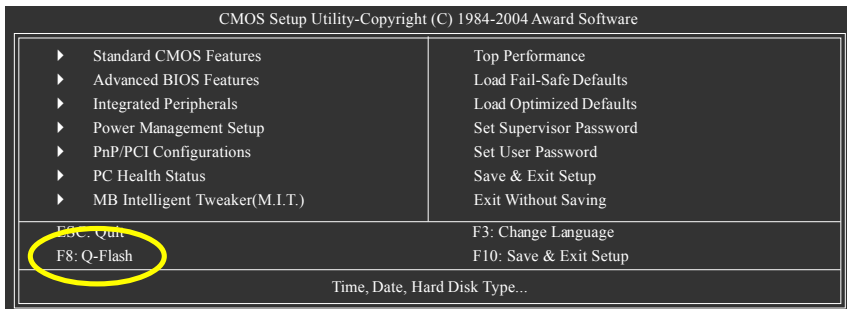 CMOS Setup Utility-Copyright (C) 1984-2004 Award Software
Standard CMOS Features
Advanced BIOS Features
Integrated Peripherals
Power Management Setup
PnP/PCI Configurations
PC Health Status
MB Intelligent Tweaker(M.I.T.)
Top Performance
Load Fail-Safe Defaults
Load Optimized Defaults
Set Supervisor Password
Set User Password
Save & Exit Setup
Exit Without Saving
ESC: Quit
F3: Change Language
F8: Q-Flash
F10: Save & Exit Setup
Time, Date, Hard Disk Type...